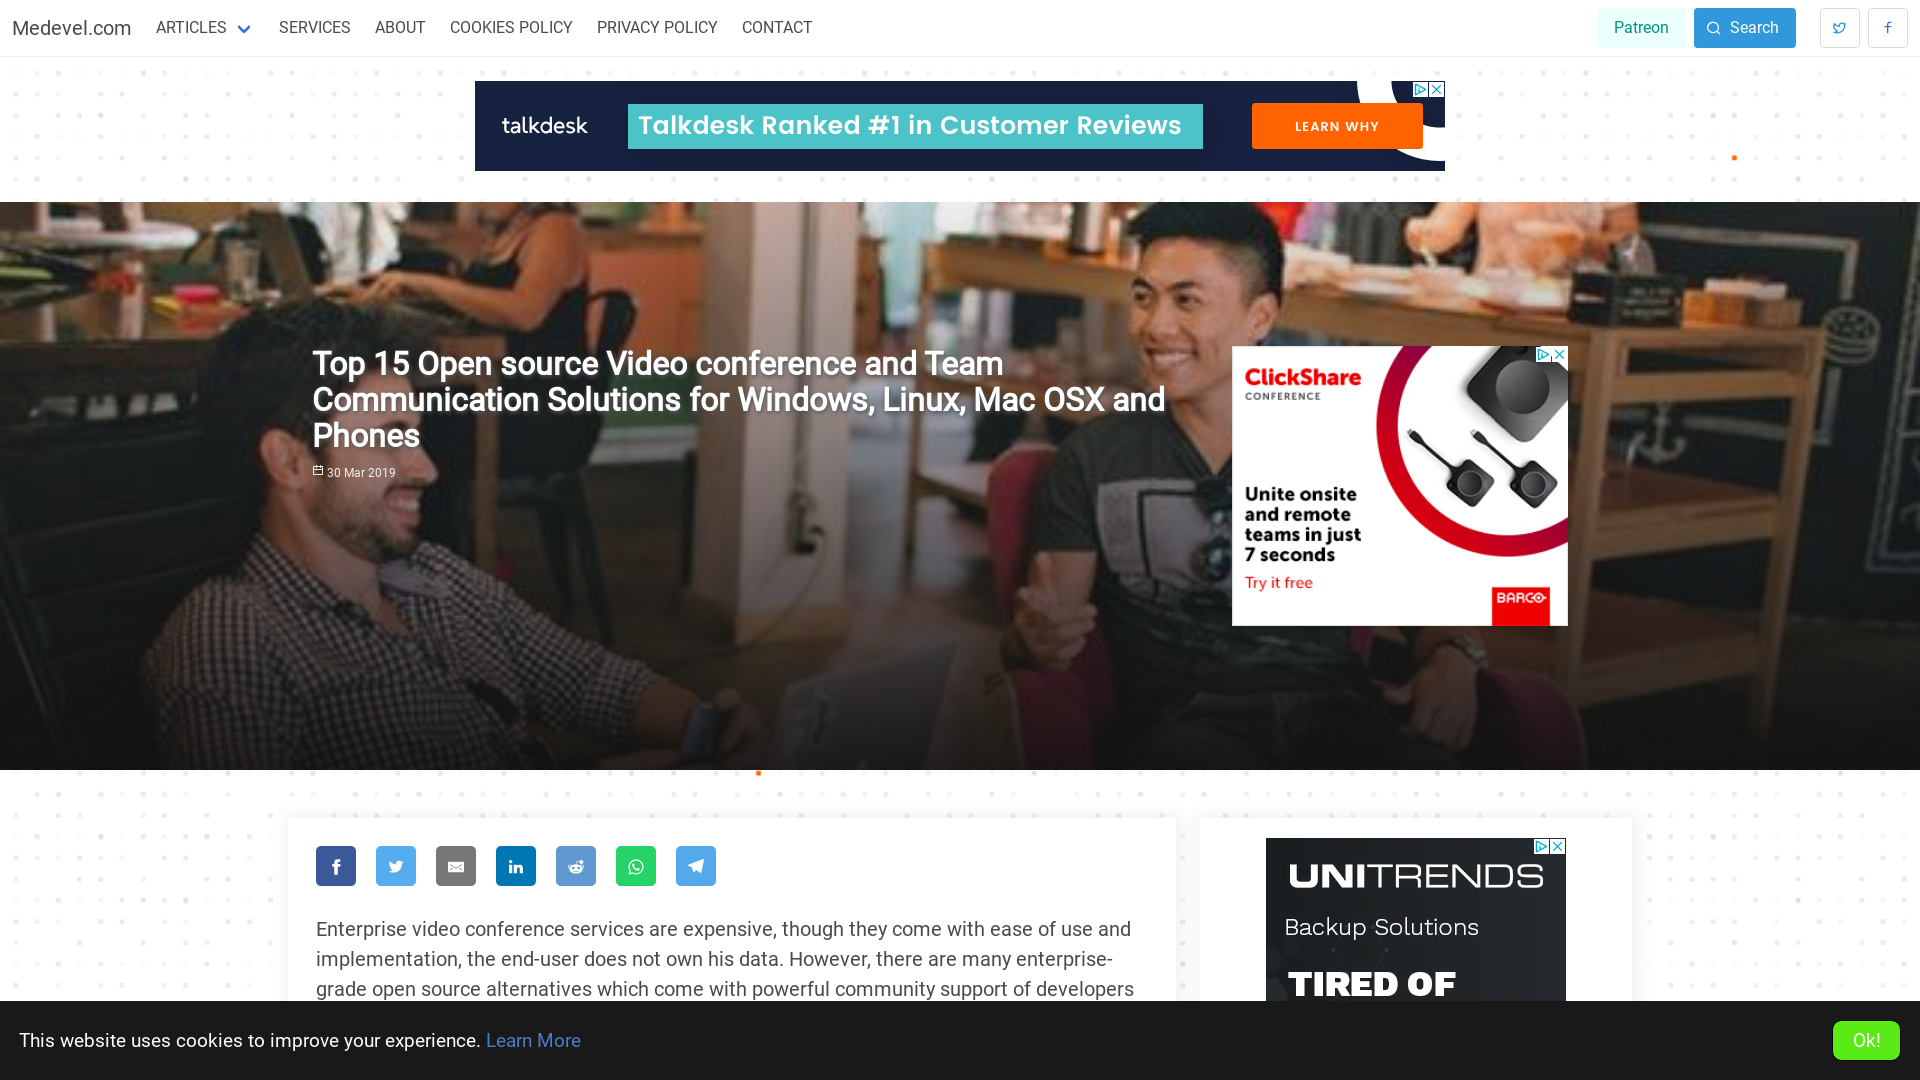 Medevel.com
ARTICLES
SERVICES
ABOUT
COOKIES POLICY
PRIVACY POLICY
CONTACT
Patreon
Search
talkdesk
Talkdesk Ranked #1 in Customer Reviews
LEARN WHY
Top 15 Open source Video conference and Team
Communication Solutions for Windows, Linux, Mac OSX and
Phones
30 Mar 2019
ClickShare
CONFERENCE
Unite onsite
and remote
teams in just
7 seconds
Try it free
BARCO
Enterprise video conference services are expensive, though they come with ease of use and
implementation, the end-user does not own his data. However, there are many enterprise-
grade open source alternatives which come with powerful community support of developers
UNITRENDS
Backup Solutions
TIRED OF
This website uses cookies to improve your experience. Learn More
Ok!